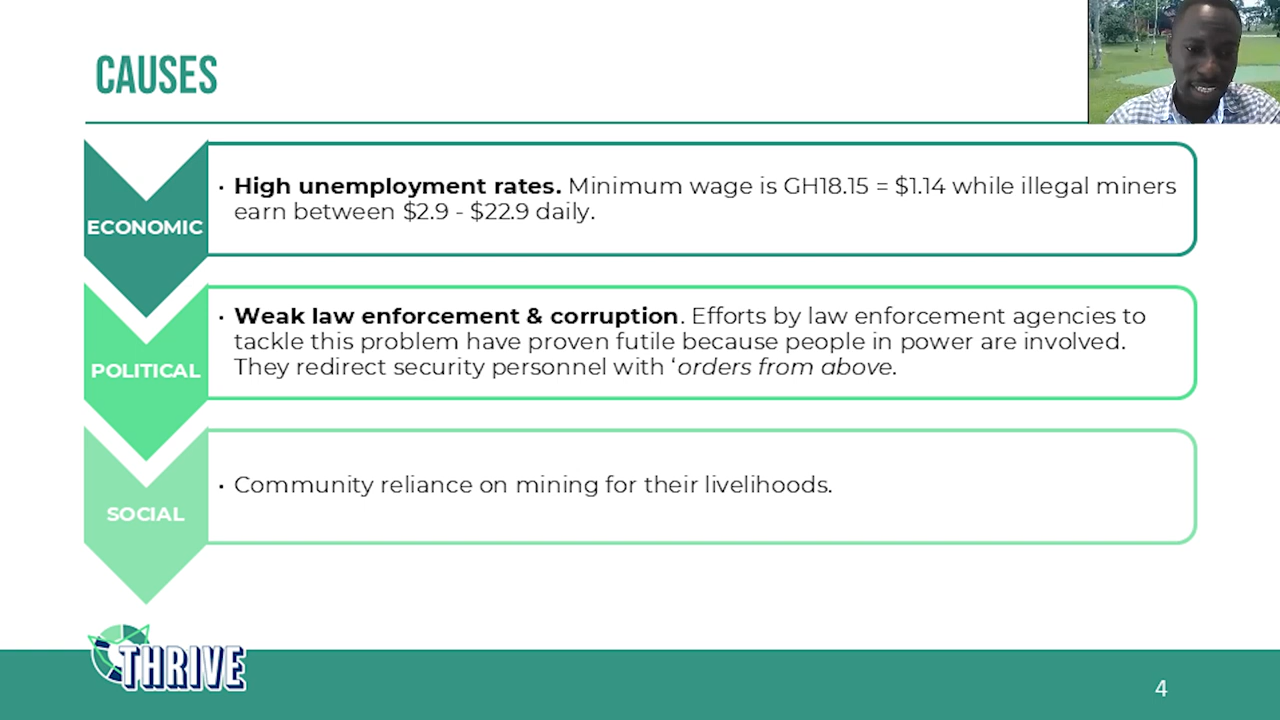 CAUSES
ECONOMIC
• High unemployment rates. Minimum wage is GH18.15 = $1.14 while illegal miners
earn between $2.9 - $22.9 daily.
POLITICAL
• Weak law enforcement & corruption. Efforts by law enforcement agencies to
tackle this problem have proven futile because people in power are involved.
They redirect security personnel with ‘orders from above.
SOCIAL
• Community reliance on mining for their livelihoods.
THRIVE
4